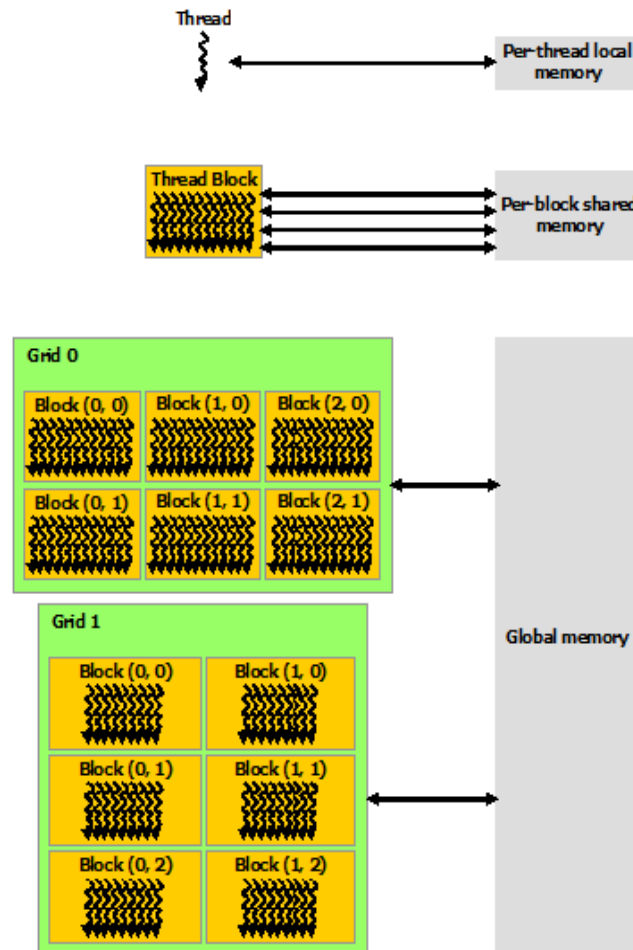 Thread
Per-thread local
memory
Thread Block
Per-block shared
memory
Grid 0
Block (0, 0)
Block (1, 0)
Block (2, 0)
Block (0, 1)
Block (1, 1)
Block (2, 1)
Grid 1
Global memory
Block (0, 0)
Block (1, 0)
Block (0, 1)
Block (1, 1)
Block (0, 2)
Block (1, 2)